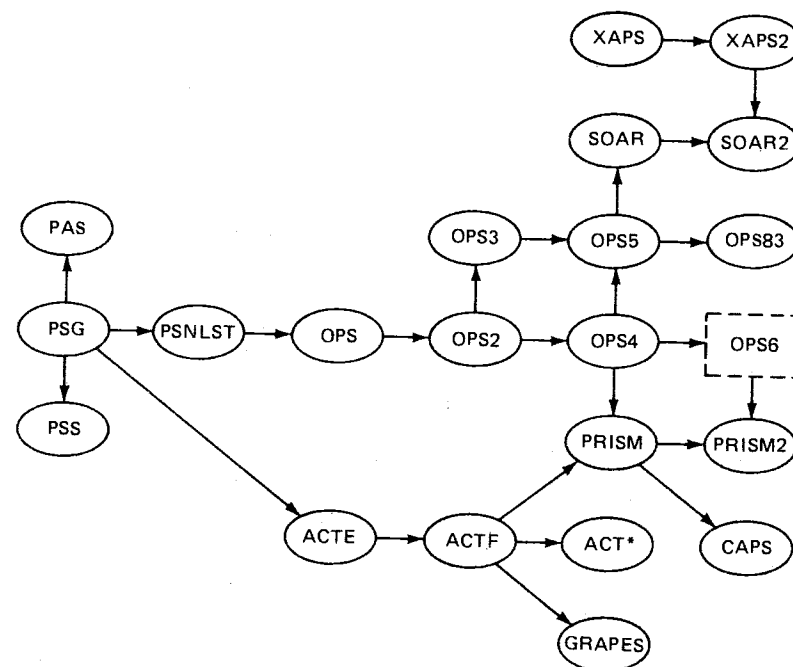 XAPS
XAPS2
SOAR
SOAR2
PAS
OPS3
OPS5
OPS83
PSG
PSNLST
OPS
OPS2
OPS4
OPS6
PSS
PRISM
PRISM2
ACTE
ACTF
ACT*
CAPS
GRAPES